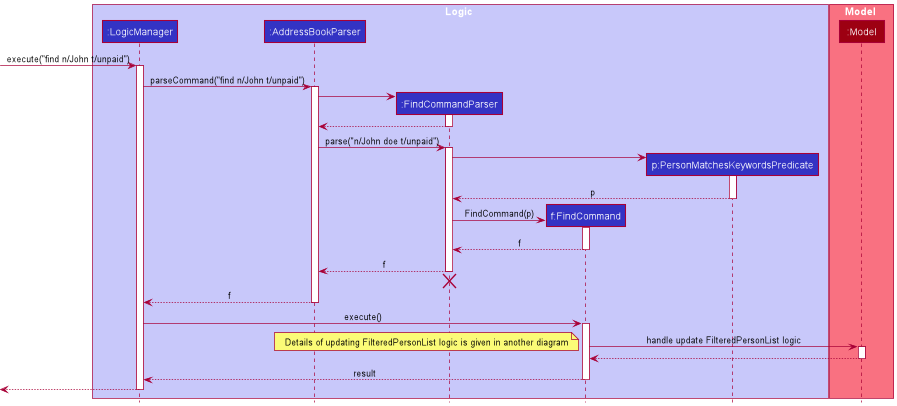 Logic
Model
:LogicManager
:AddressBookParser
:Model
execute("find n/John t/unpaid")
parseCommand("find n/John t/unpaid")
:FindCommandParser
parse("n/John doe t/unpaid")
p:PersonMatchesKeywordsPredicate
p
FindCommand(p)
f:FindCommand
f
f
f
execute()
Details of updating FilteredPersonList logic is given in another diagram
handle update FilteredPersonList logic
result